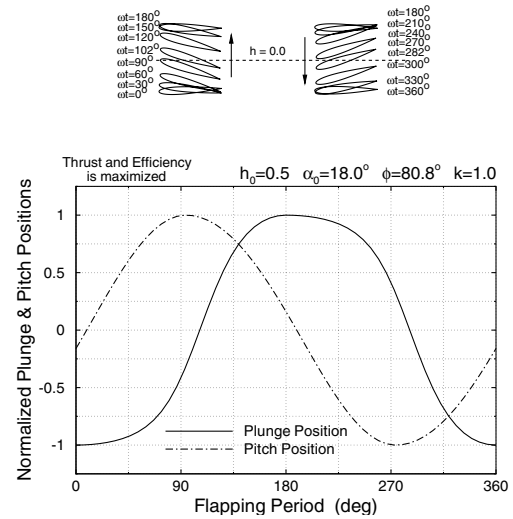 ωt=180° ωt=180°
ωt=150° ωt=210°
ωt=120° ωt=240°
ωt=102° h = 0.0 ωt=270°
ωt=90° ωt=282°
ωt=60° ωt=300°
ωt=30° ωt=330°
ωt=0° ωt=360°
Thrust and Efficiency
is maximized
h₀=0.5 α₀=18.0° ϕ=80.8° k=1.0
Normalized Plunge & Pitch Positions
1
0.5
0
-0.5
-1
Plunge Position
Pitch Position
0 90 180 270 360
Flapping Period (deg)